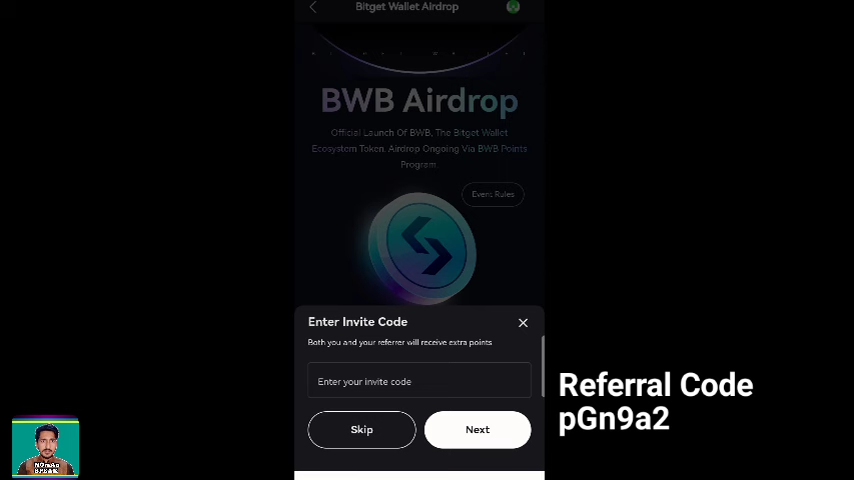 Bitget Wallet Airdrop
BWB Airdrop
Official Launch Of BWB, The Bitget Wallet
Ecosystem Token. Airdrop Ongoing Via BWB Points
Program.
Event Rules
Enter Invite Code
Both you and your referrer will receive extra points
Enter your invite code
Skip
Next
Referral Code
pGn9a2